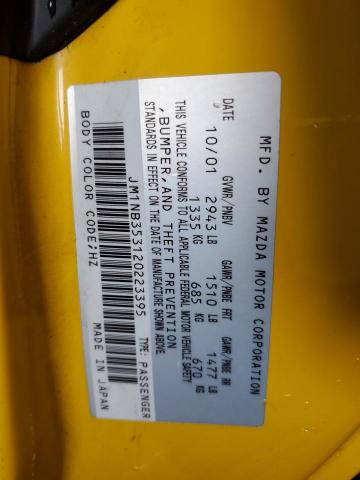 MFD. BY MAZDA MOTOR CORPORATION
DATE GVWR/PNBV GAWR/PNBE FRT GAWR/PNBE RR
10/01 2943 LB 1510 LB 1477 LB
1335 KG 685 KG 670 KG
THIS VEHICLE CONFORMS TO ALL APPLICABLE FEDERAL MOTOR VEHICLE SAFETY
, BUMPER, AND THEFT PREVENTION
STANDARDS IN EFFECT ON THE DATE OF MANUFACTURE SHOWN ABOVE.
JM1NB353120223395 TYPE: PASSENGER
BODY COLOR CODE;HZ MADE IN JAPAN